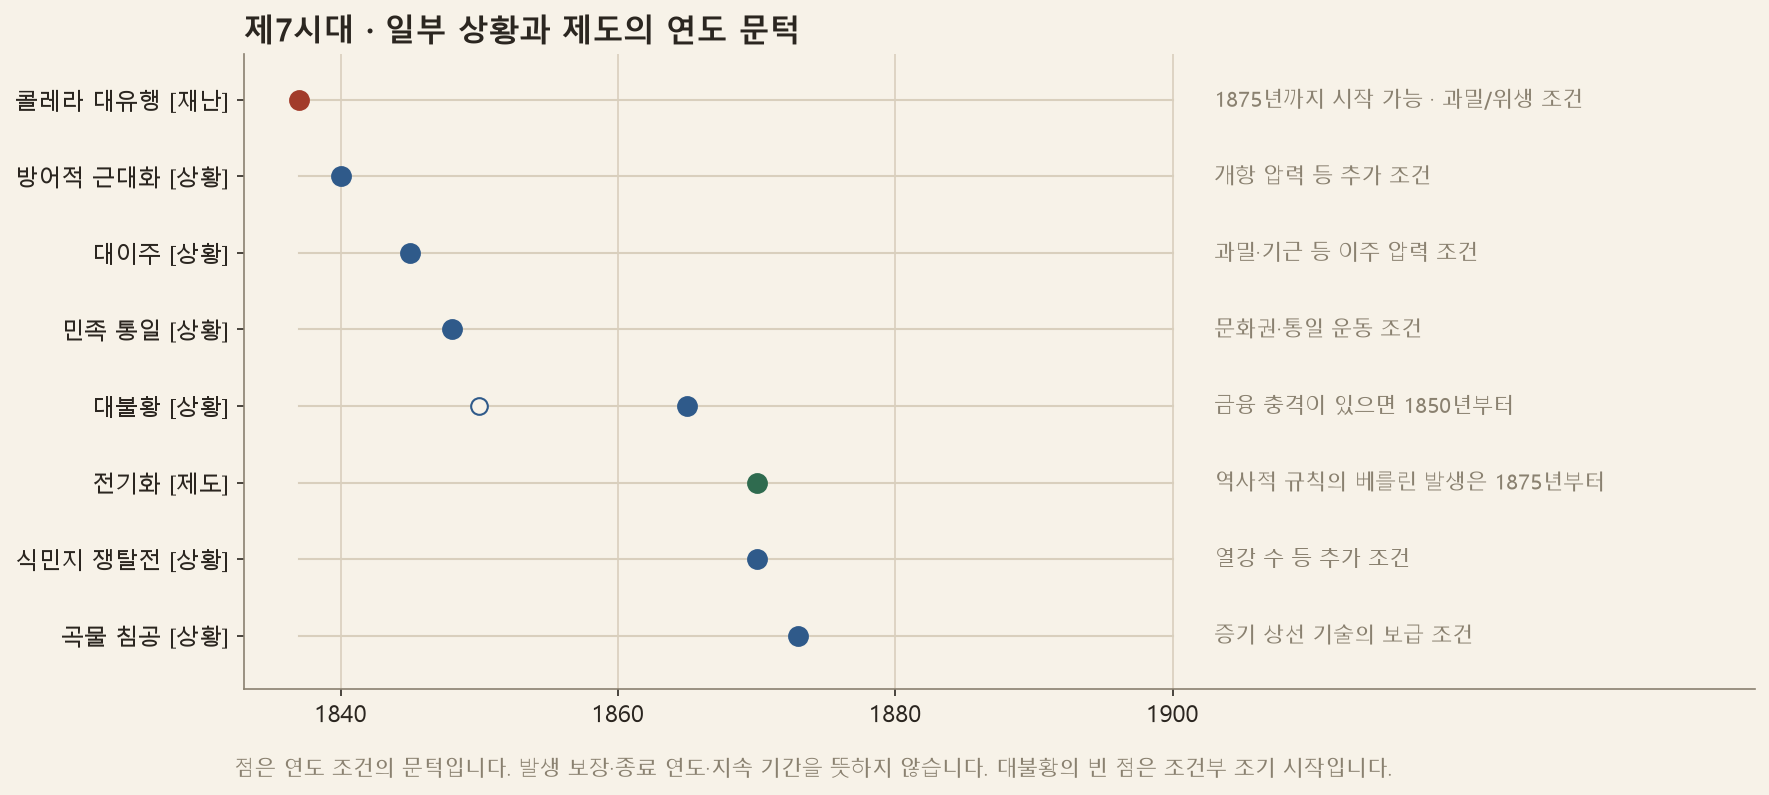 제7시대 · 일부 상황과 제도의 연도 문턱
콜레라 대유행 [재난] 1875년까지 시작 가능 · 과밀/위생 조건
방어적 근대화 [상황] 개항 압력 등 추가 조건
대이주 [상황] 과밀·기근 등 이주 압력 조건
민족 통일 [상황] 문화권·통일 운동 조건
대불황 [상황] 금융 충격이 있으면 1850년부터
전기화 [제도] 역사적 규칙의 베를린 발생은 1875년부터
식민지 쟁탈전 [상황] 열강 수 등 추가 조건
곡물 침공 [상황] 증기 상선 기술의 보급 조건
1840 1860 1880 1900
점은 연도 조건의 문턱입니다. 발생 보장·종료 연도·지속 기간을 뜻하지 않습니다. 대불황의 빈 점은 조건부 조기 시작입니다.